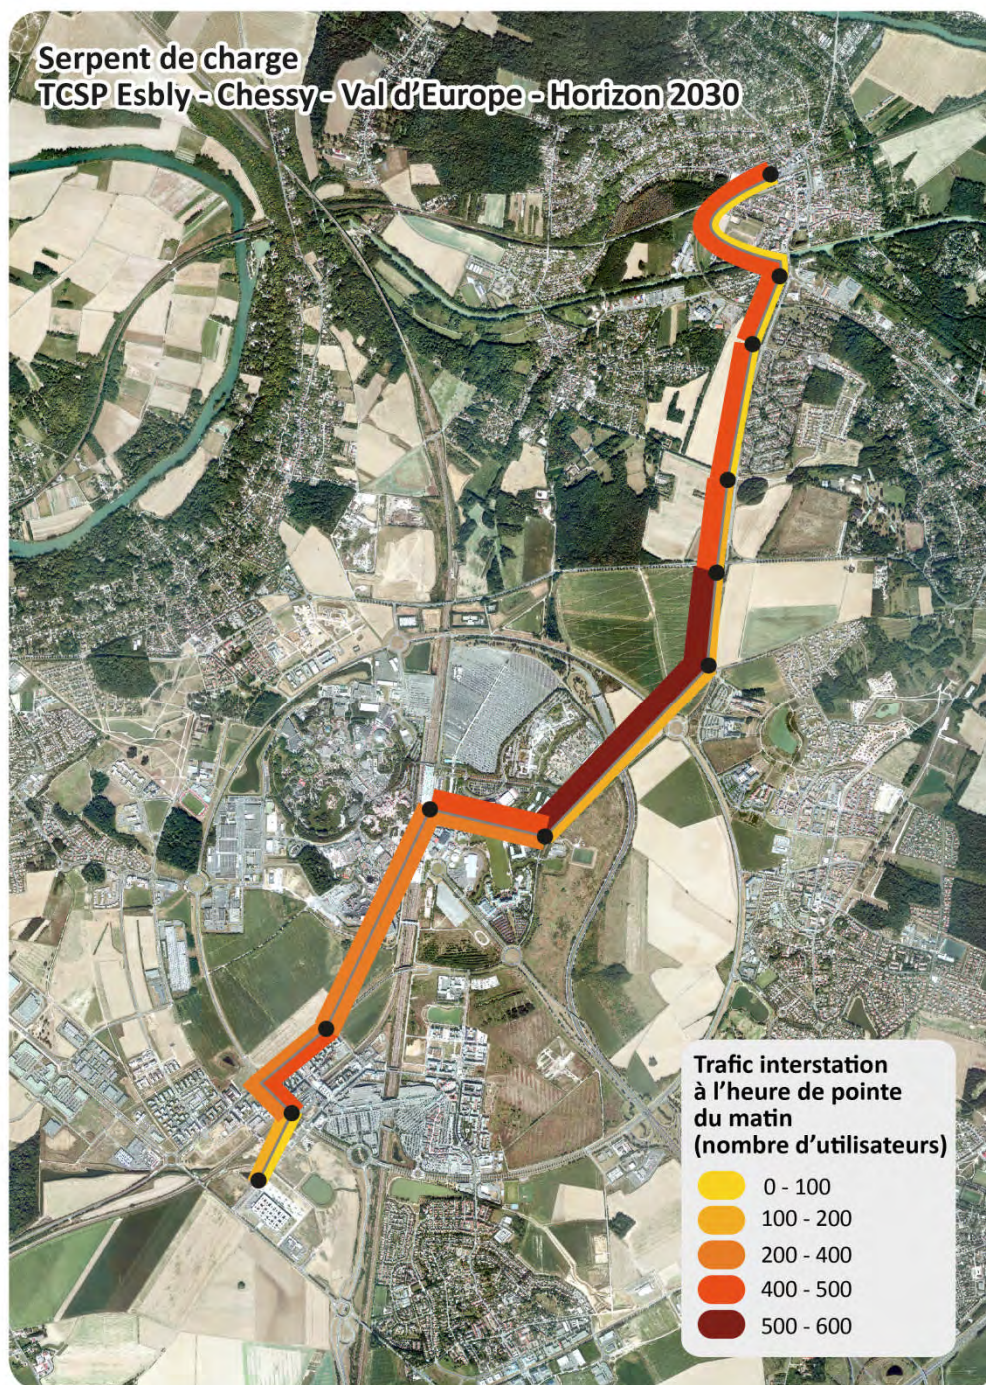 Serpent de charge
TCSP Esbly - Chessy - Val d'Europe - Horizon 2030
Trafic interstation
à l'heure de pointe
du matin
(nombre d'utilisateurs)
0 - 100
100 - 200
200 - 400
400 - 500
500 - 600